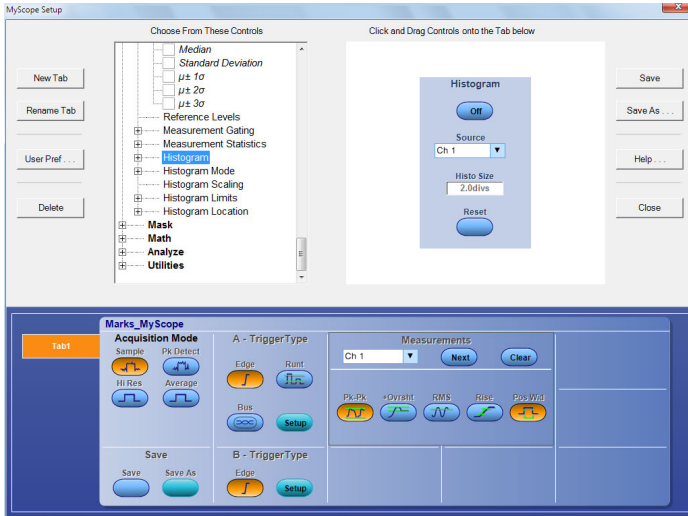 MyScope Setup
Choose From These Controls
Click and Drag Controls onto the Tab below
New Tab
Rename Tab
User Pref . . .
Delete
Median
Standard Deviation
µ± 1σ
µ± 2σ
µ± 3σ
Reference Levels
Measurement Gating
Measurement Statistics
Histogram
Histogram Mode
Histogram Scaling
Histogram Limits
Histogram Location
Mask
Math
Analyze
Utilities
Histogram
Off
Source
Ch 1
Histo Size
2.0divs
Reset
Save
Save As . . .
Help . . .
Close
Tab1
Marks_MyScope
Acquisition Mode
Sample Pk Detect
Hi Res Average
Save
Save Save As
A - TriggerType
Edge Runt
Bus
Setup
B - TriggerType
Edge
Setup
Measurements
Ch 1 Next Clear
Pk-Pk +Ovrsht RMS Rise Pos Wid